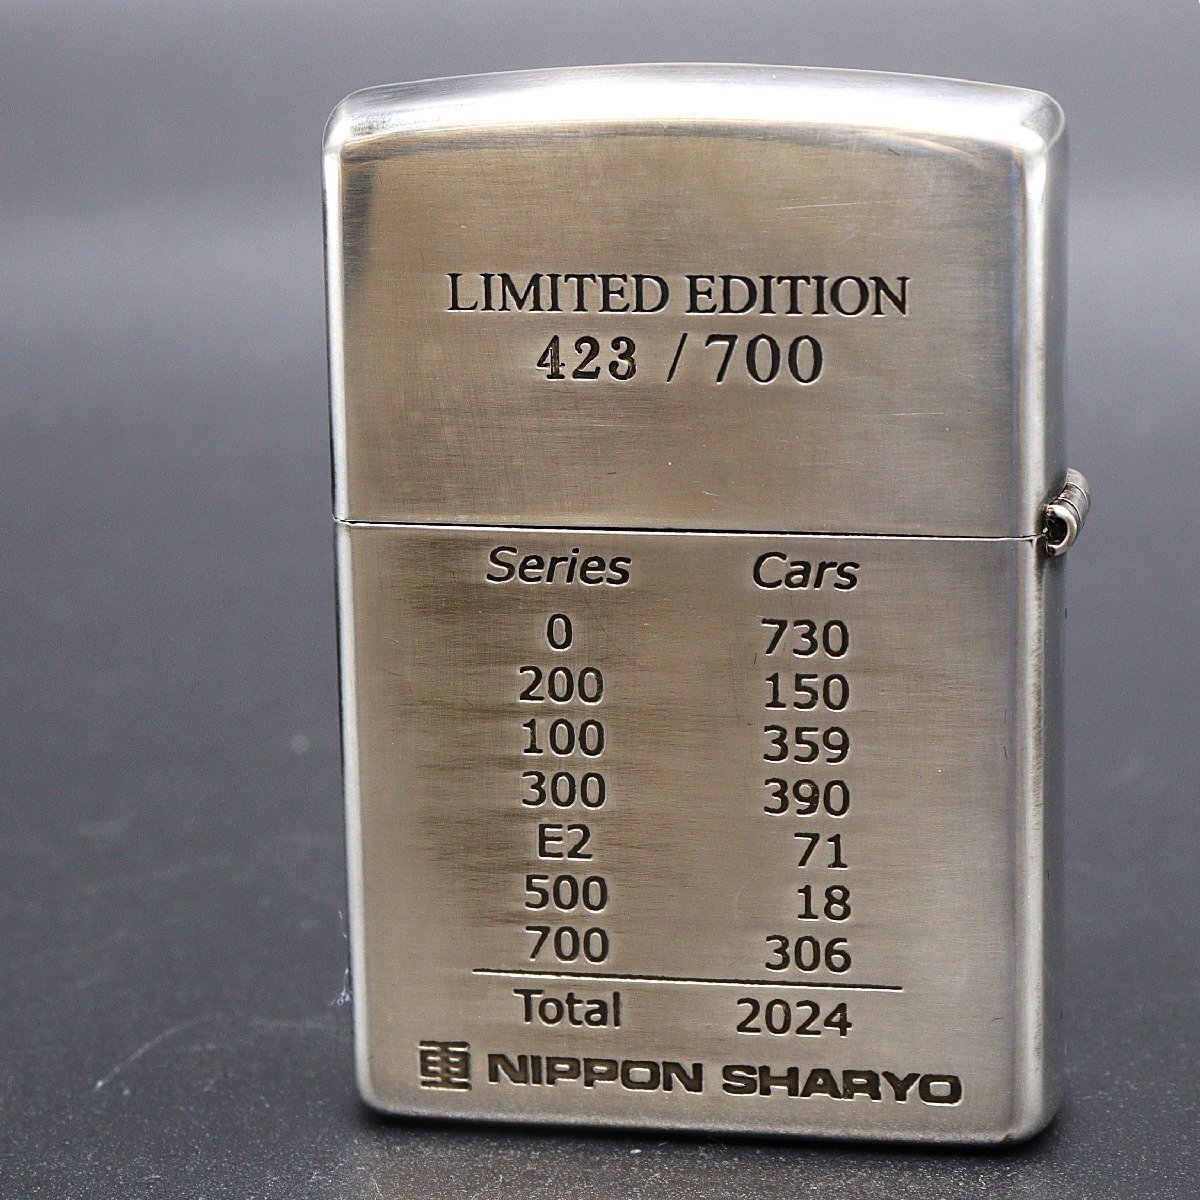 LIMITED EDITION
423 / 700
Series Cars
0 730
200 150
100 359
300 390
E2 71
500 18
700 306
Total 2024
NIPPON SHARYO